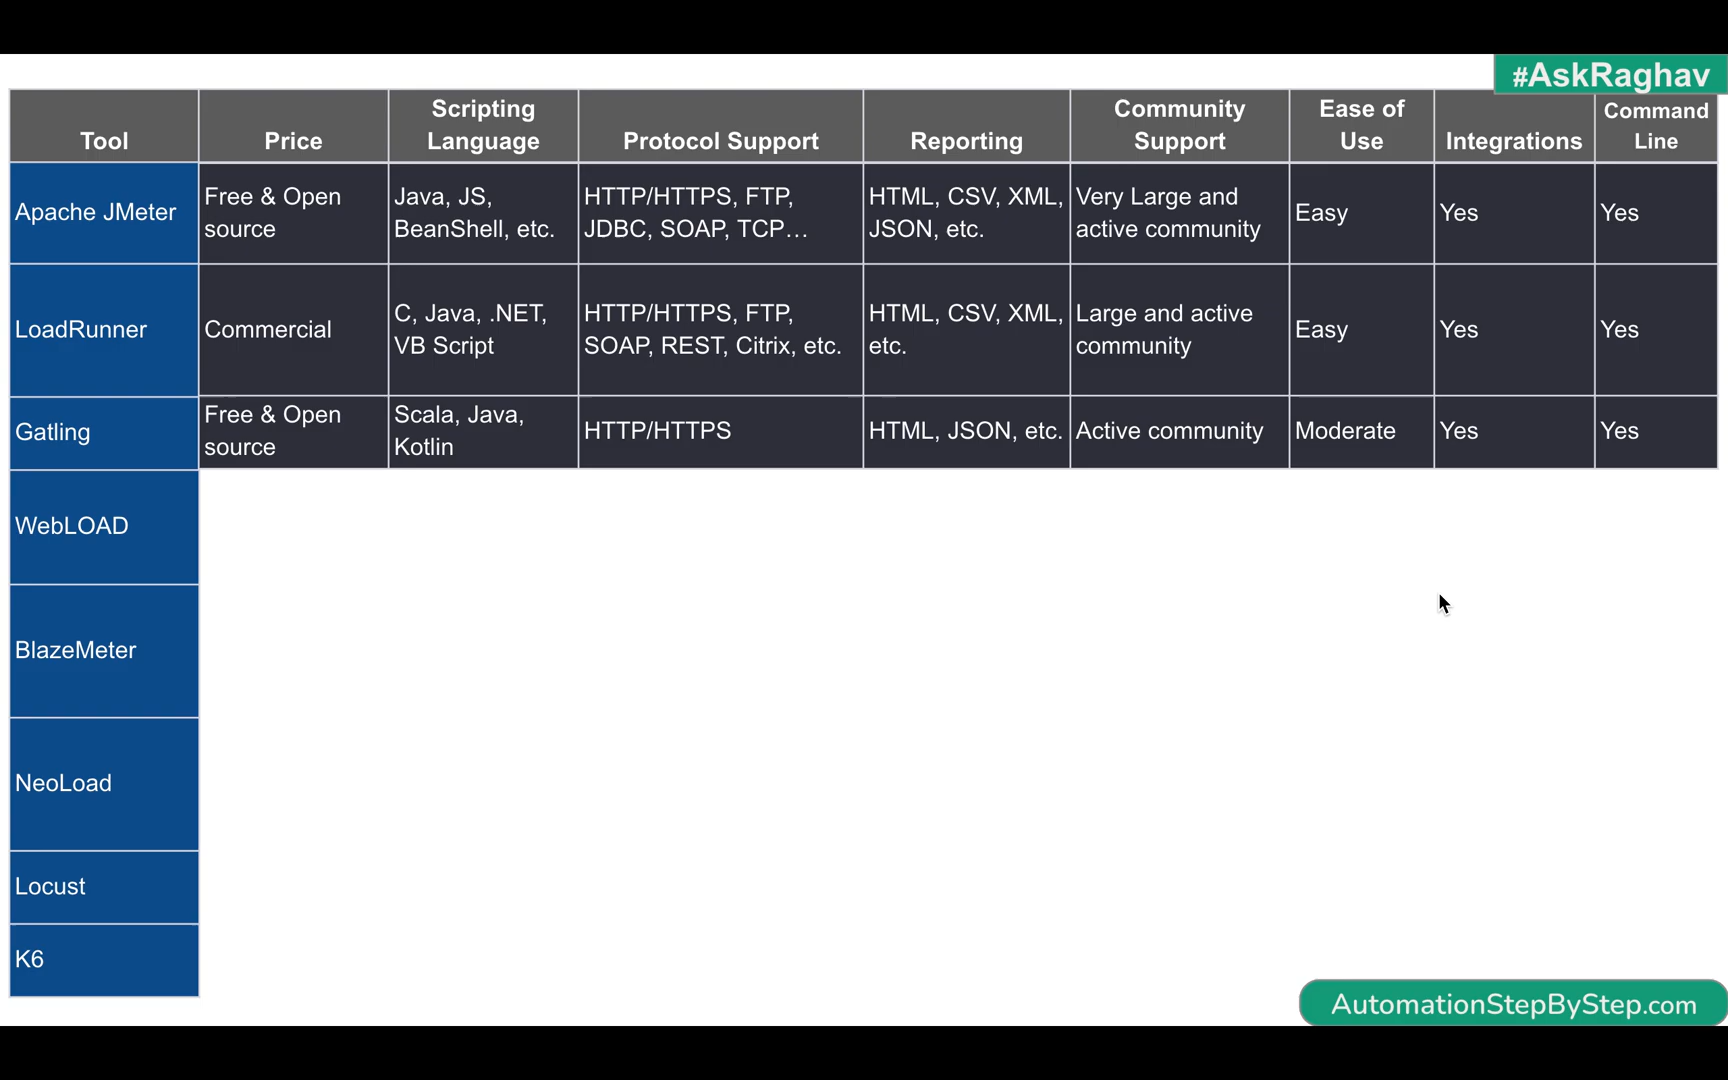 #AskRaghav
Tool
Price
Scripting
Language
Protocol Support
Reporting
Community
Support
Ease of
Use
Integrations
Command
Line
Apache JMeter
Free & Open
source
Java, JS,
BeanShell, etc.
HTTP/HTTPS, FTP,
JDBC, SOAP, TCP…
HTML, CSV, XML,
JSON, etc.
Very Large and
active community
Easy
Yes
Yes
LoadRunner
Commercial
C, Java, .NET,
VB Script
HTTP/HTTPS, FTP,
SOAP, REST, Citrix, etc.
HTML, CSV, XML,
etc.
Large and active
community
Easy
Yes
Yes
Gatling
Free & Open
source
Scala, Java,
Kotlin
HTTP/HTTPS
HTML, JSON, etc.
Active community
Moderate
Yes
Yes
WebLOAD
BlazeMeter
NeoLoad
Locust
K6
AutomationStepByStep.com